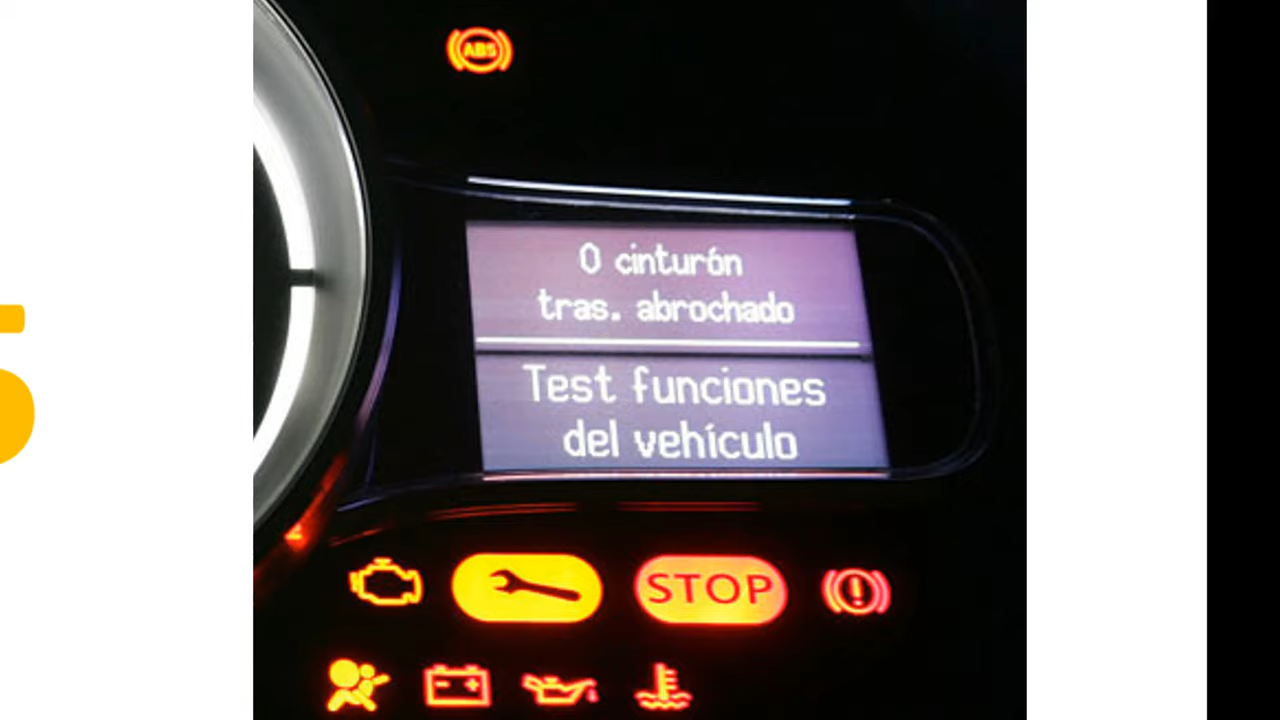 ABS
0 cinturón
tras. abrochado
Test funciones
del vehículo
STOP